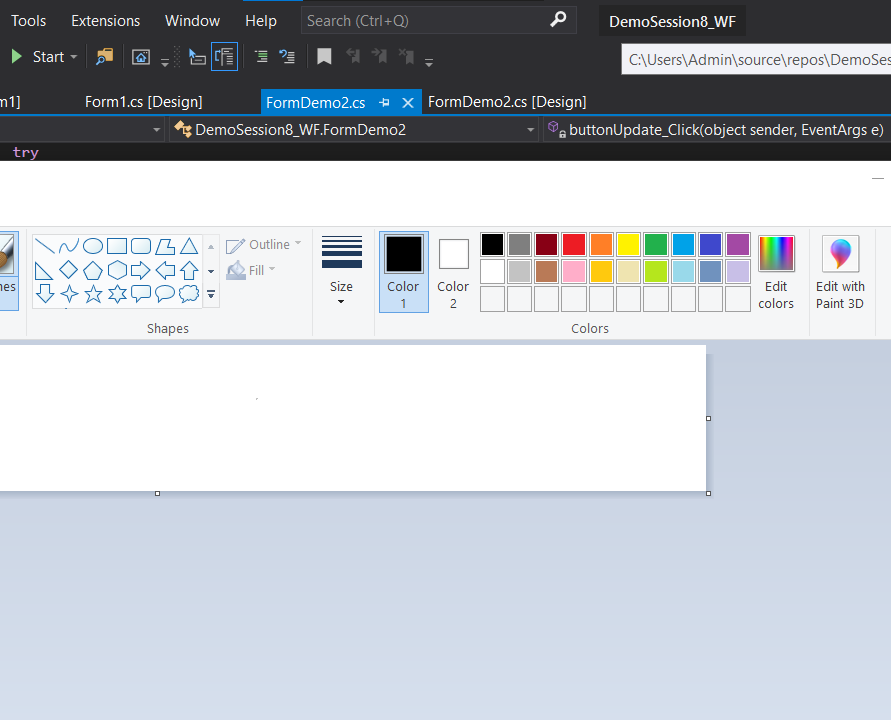 Tools Extensions Window Help Search (Ctrl+Q) DemoSession8_WF
Start C:\Users\Admin\source\repos\DemoSes
m1] Form1.cs [Design] FormDemo2.cs FormDemo2.cs [Design]
DemoSession8_WF.FormDemo2 buttonUpdate_Click(object sender, EventArgs e)
try
Outline
Fill
Size
Color
1
Color
2
Edit
colors
Edit with
Paint 3D
hes
Shapes
Colors